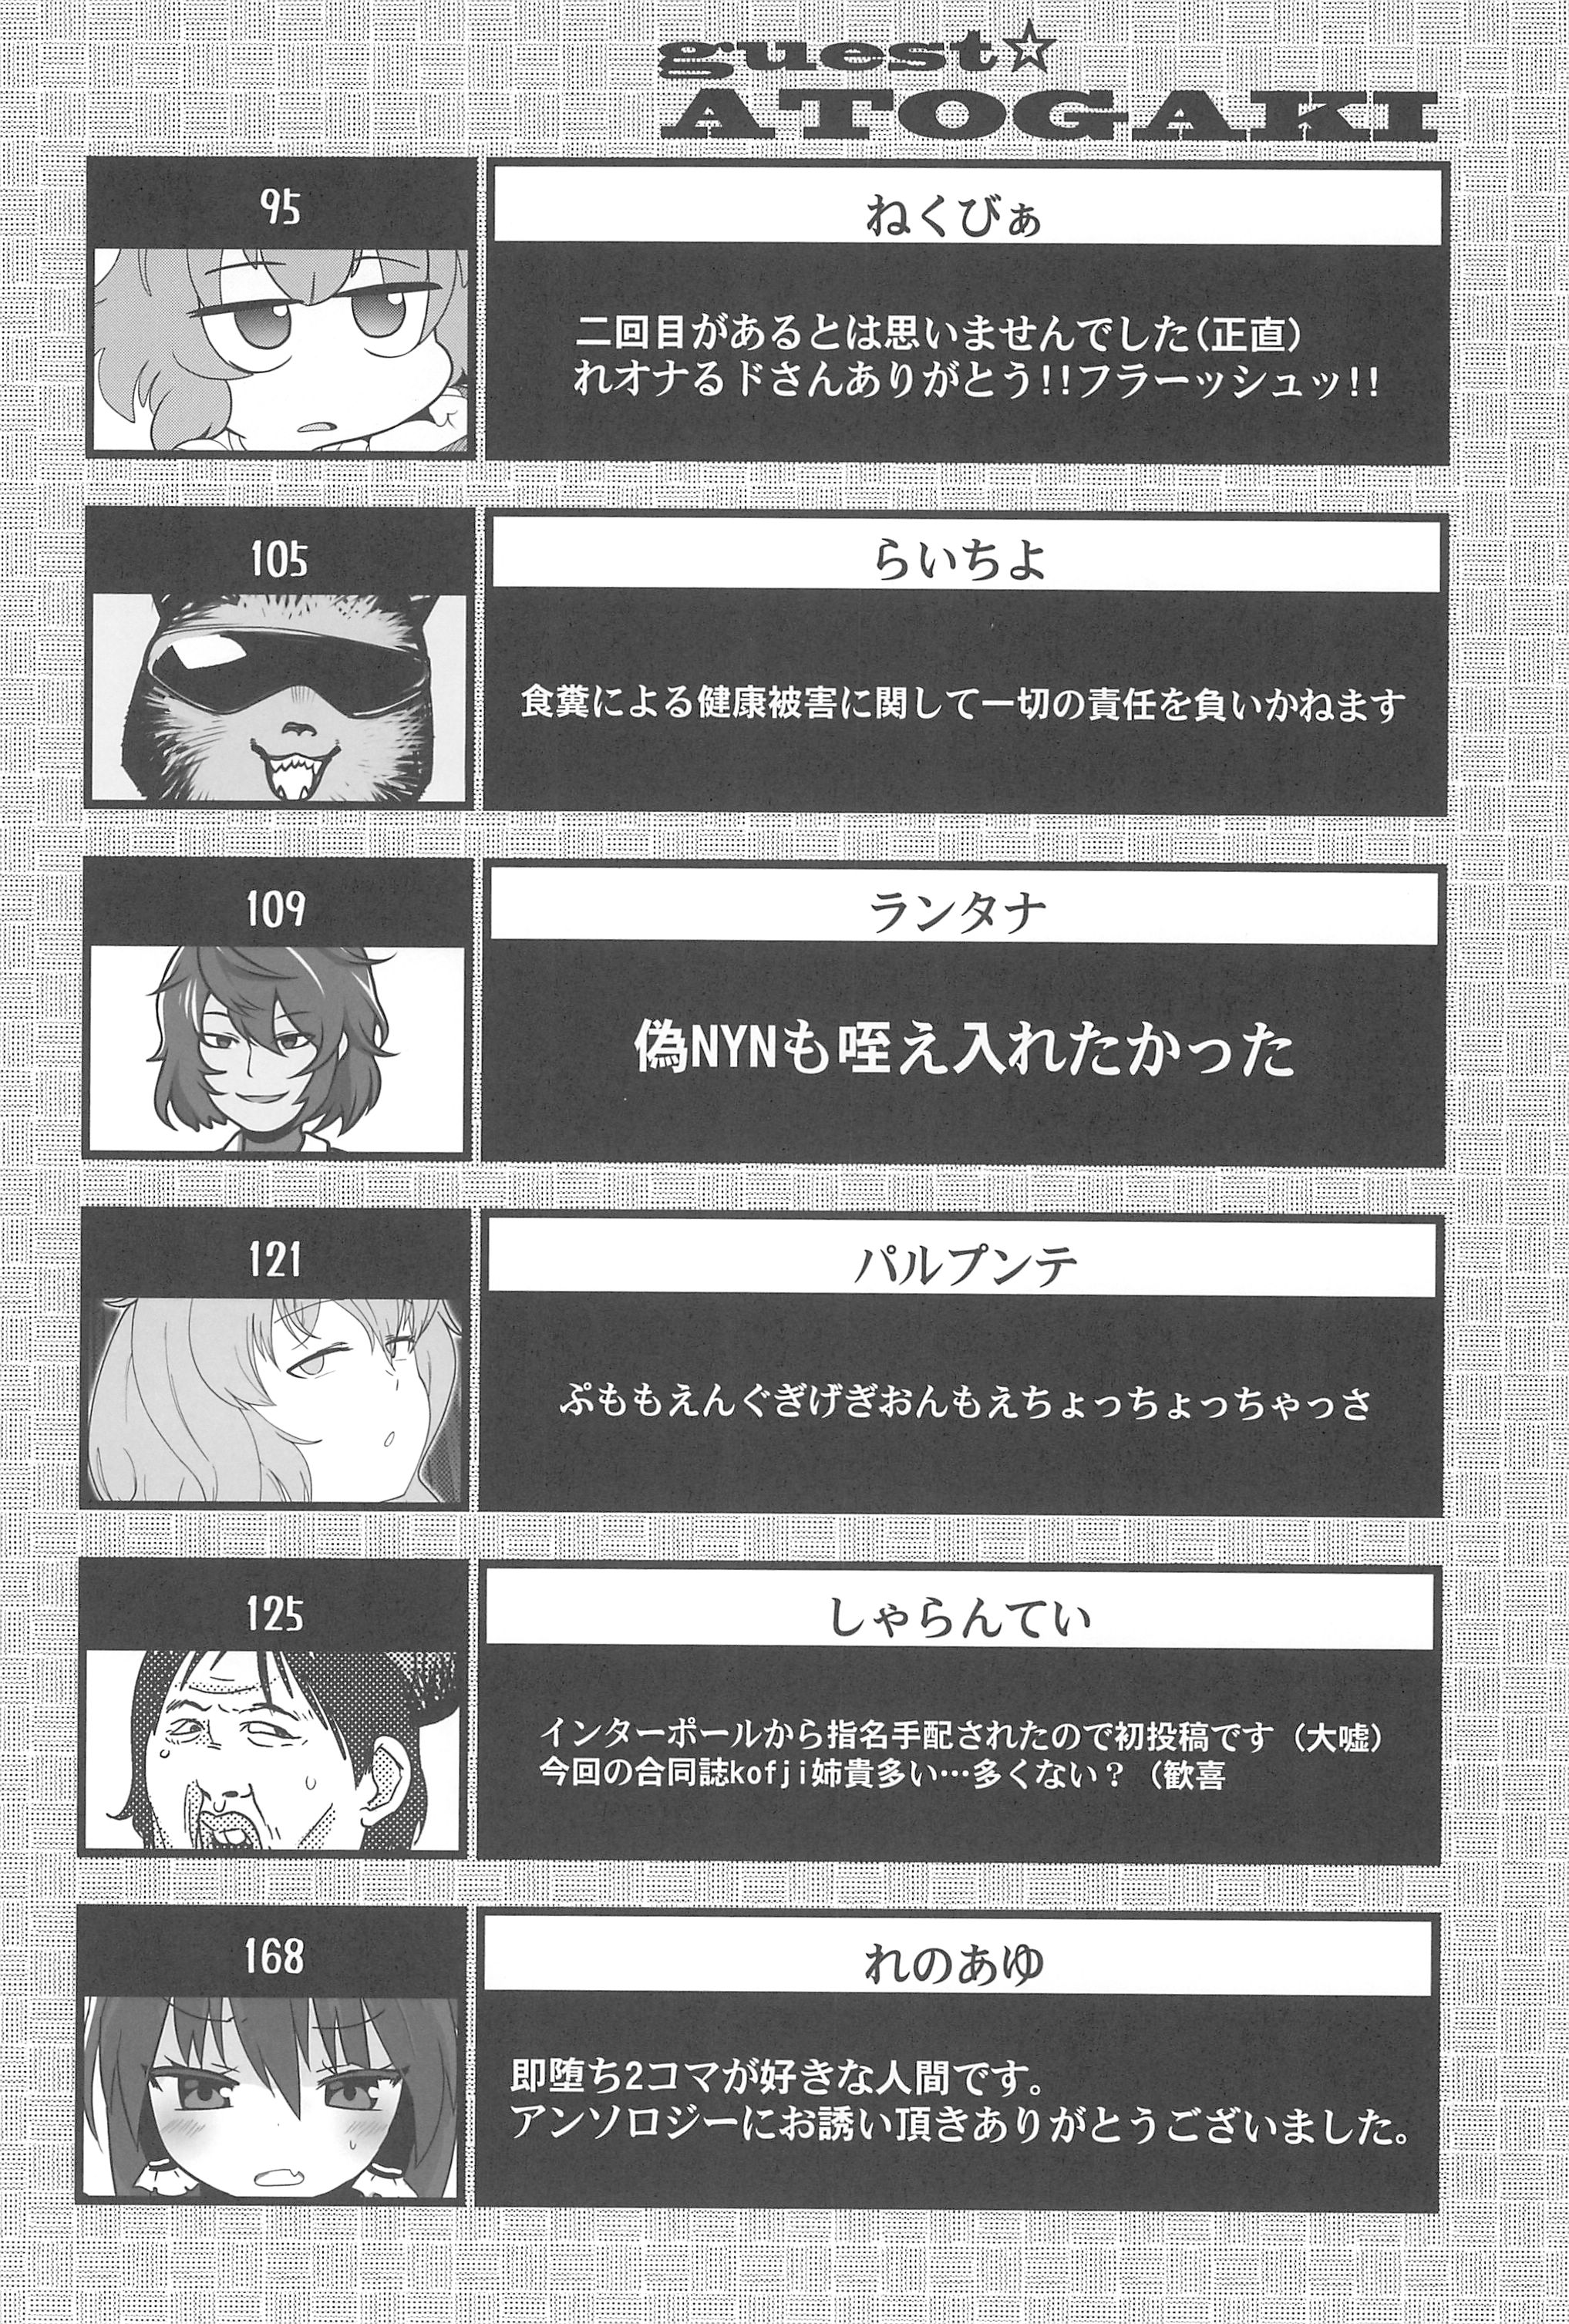 guest☆
ATOGAKI
95
ねくびぁ
二回目があるとは思いませんでした(正直)
れオナるドさんありがとう!!フラーッシュッ!!
105
らいちよ
食糞による健康被害に関して一切の責任を負いかねます
109
ランタナ
偽NYNも咥え入れたかった
121
パルプンテ
ぷももえんぐぎげぎおんもえちょっちょっちゃっさ
125
しゃらんてい
インターポールから指名手配されたので初投稿です(大嘘)
今回の合同誌kofji姉貴多い…多くない?(歓喜
168
れのあゆ
即堕ち2コマが好きな人間です。
アンソロジーにお誘い頂きありがとうございました。